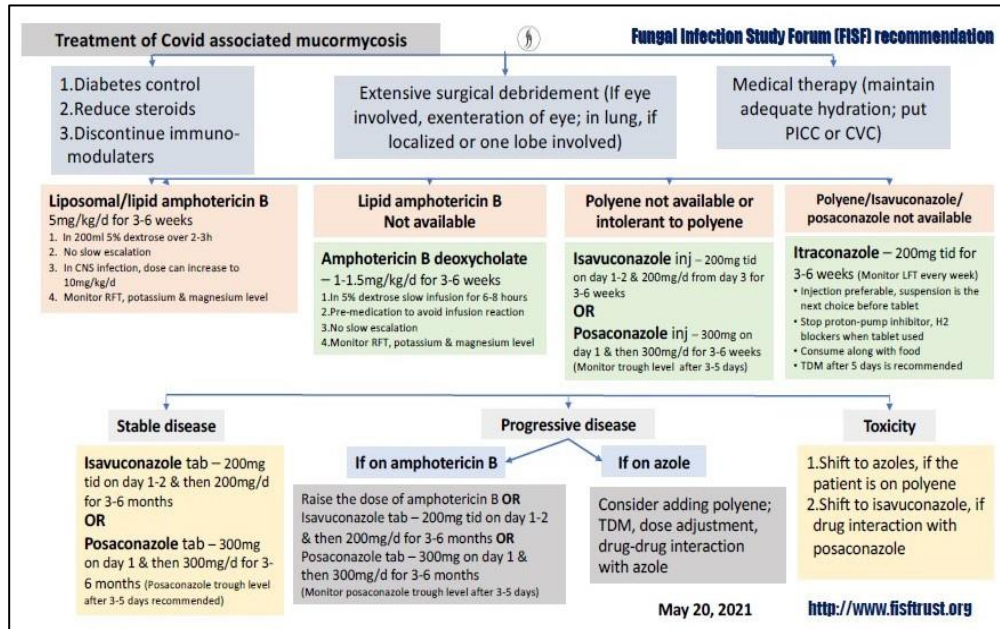 Treatment of Covid associated mucormycosis
Fungal Infection Study Forum (FISF) recommendation
1.Diabetes control
2.Reduce steroids
3.Discontinue immuno-
modulaters
Extensive surgical debridement (If eye
involved, exenteration of eye; in lung, if
localized or one lobe involved)
Medical therapy (maintain
adequate hydration; put
PICC or CVC)
Liposomal/lipid amphotericin B
5mg/kg/d for 3-6 weeks
1. In 200ml 5% dextrose over 2-3h
2. No slow escalation
3. In CNS infection, dose can increase to
10mg/kg/d
4. Monitor RFT, potassium & magnesium level
Lipid amphotericin B
Not available
Amphotericin B deoxycholate
– 1-1.5mg/kg/d for 3-6 weeks
1.In 5% dextrose slow infusion for 6-8 hours
2.Pre-medication to avoid infusion reaction
3.No slow escalation
4.Monitor RFT, potassium & magnesium level
Polyene not available or
intolerant to polyene
Isavuconazole inj – 200mg tid
on day 1-2 & 200mg/d from day 3 for
3-6 weeks
OR
Posaconazole inj – 300mg on
day 1 & then 300mg/d for 3-6 weeks
(Monitor trough level after 3-5 days)
Polyene/Isavuconazole/
posaconazole not available
Itraconazole – 200mg tid for
3-6 weeks (Monitor LFT every week)
• Injection preferable, suspension is the
next choice before tablet
• Stop proton-pump inhibitor, H2
blockers when tablet used
• Consume along with food
• TDM after 5 days is recommended
Stable disease
Isavuconazole tab – 200mg
tid on day 1-2 & then 200mg/d
for 3-6 months
OR
Posaconazole tab – 300mg
on day 1 & then 300mg/d for 3-
6 months (Posaconazole trough level
after 3-5 days recommended)
Progressive disease
If on amphotericin B
Raise the dose of amphotericin B OR
Isavuconazole tab – 200mg tid on day 1-2
& then 200mg/d for 3-6 months OR
Posaconazole tab – 300mg on day 1 &
then 300mg/d for 3-6 months
(Monitor posaconazole trough level after 3-5 days)
If on azole
Consider adding polyene;
TDM, dose adjustment,
drug-drug interaction
with azole
Toxicity
1.Shift to azoles, if the
patient is on polyene
2.Shift to isavuconazole, if
drug interaction with
posaconazole
May 20, 2021
http://www.fisftrust.org